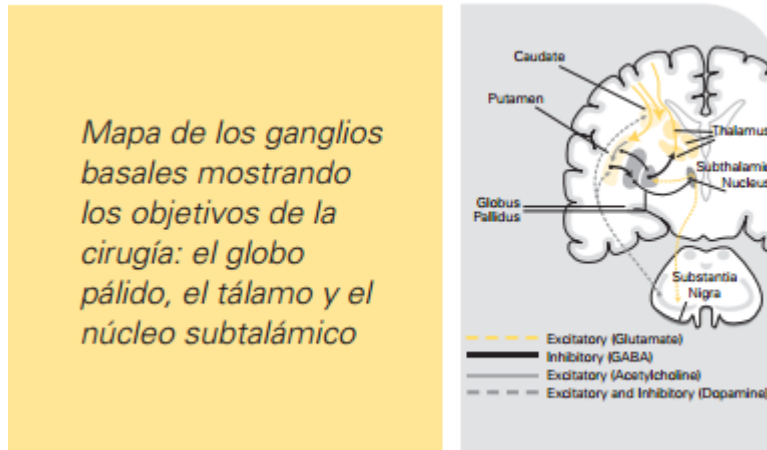 Mapa de los ganglios
basales mostrando
los objetivos de la
cirugía: el globo
pálido, el tálamo y el
núcleo subtalámico
Caudate
Putamen
Thalamus
Subthalamic
Nucleus
Globus
Pallidus
Substantia
Nigra
Excitatory (Glutamate)
Inhibitory (GABA)
Excitatory (Acetylcholine)
Excitatory and Inhibitory (Dopamine)